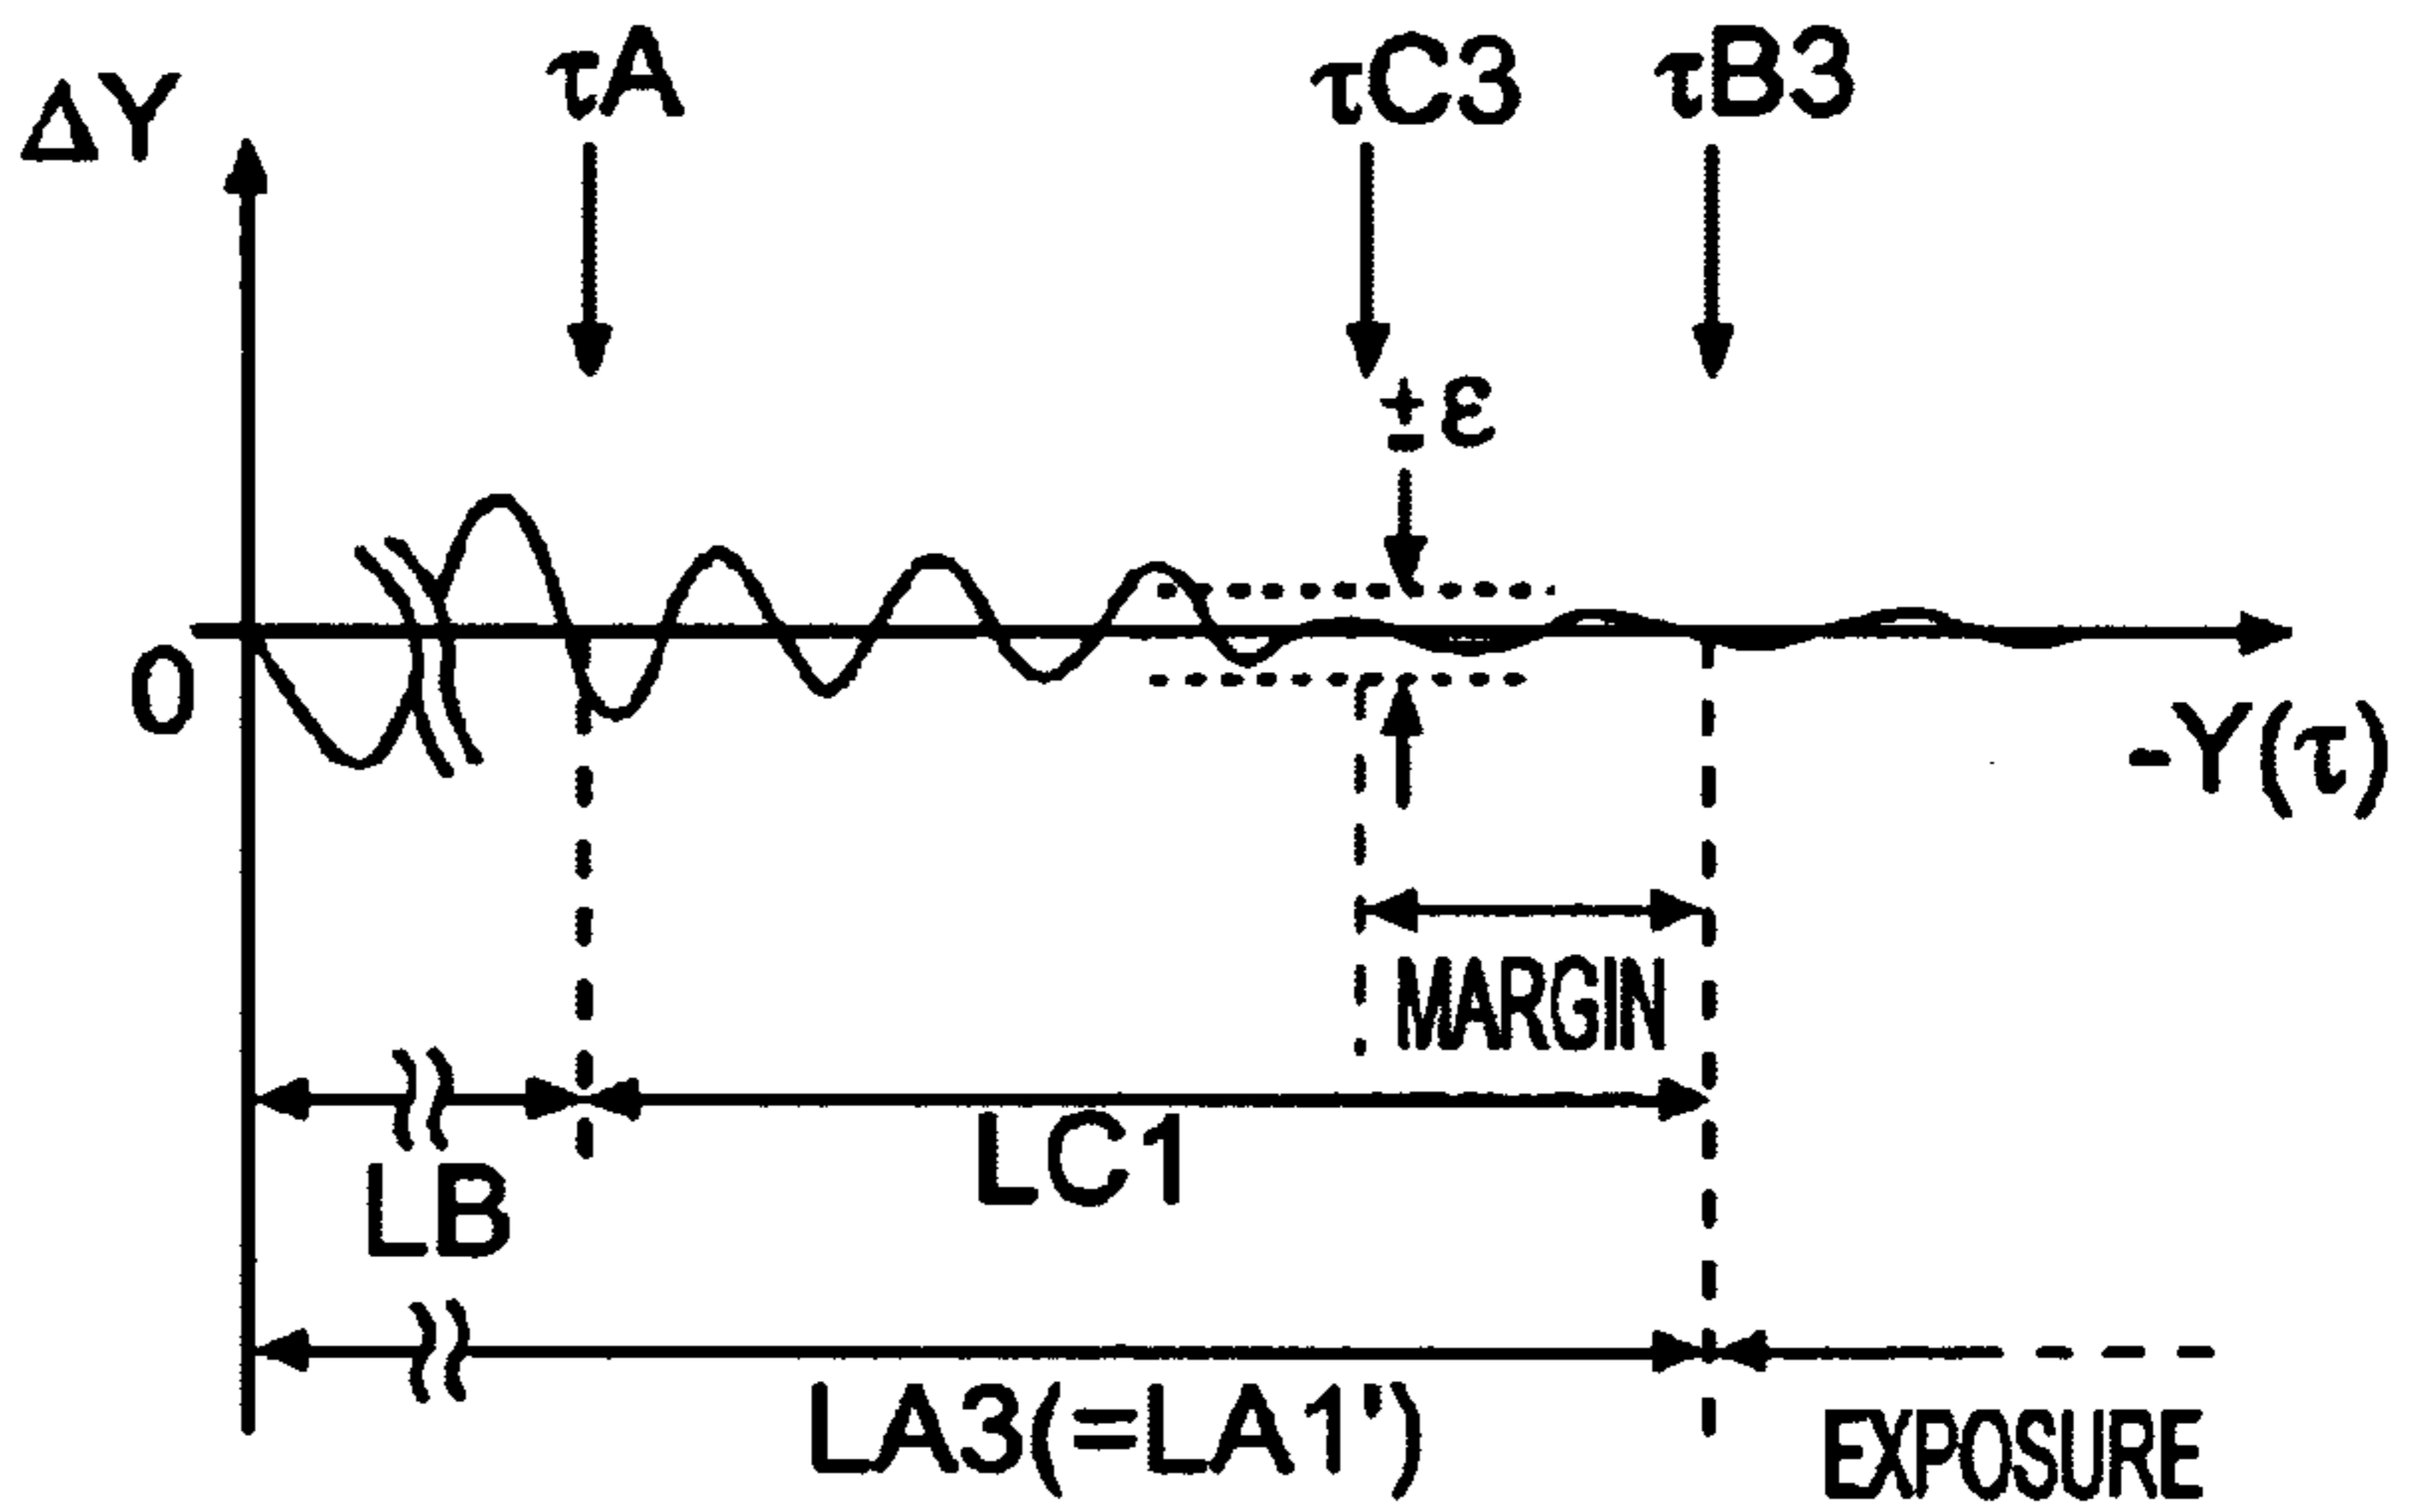 ΔY
τA
τC3
τB3
±ε
0
-Y(τ)
MARGIN
LC1
LB
LA3(=LA1')
EXPOSURE